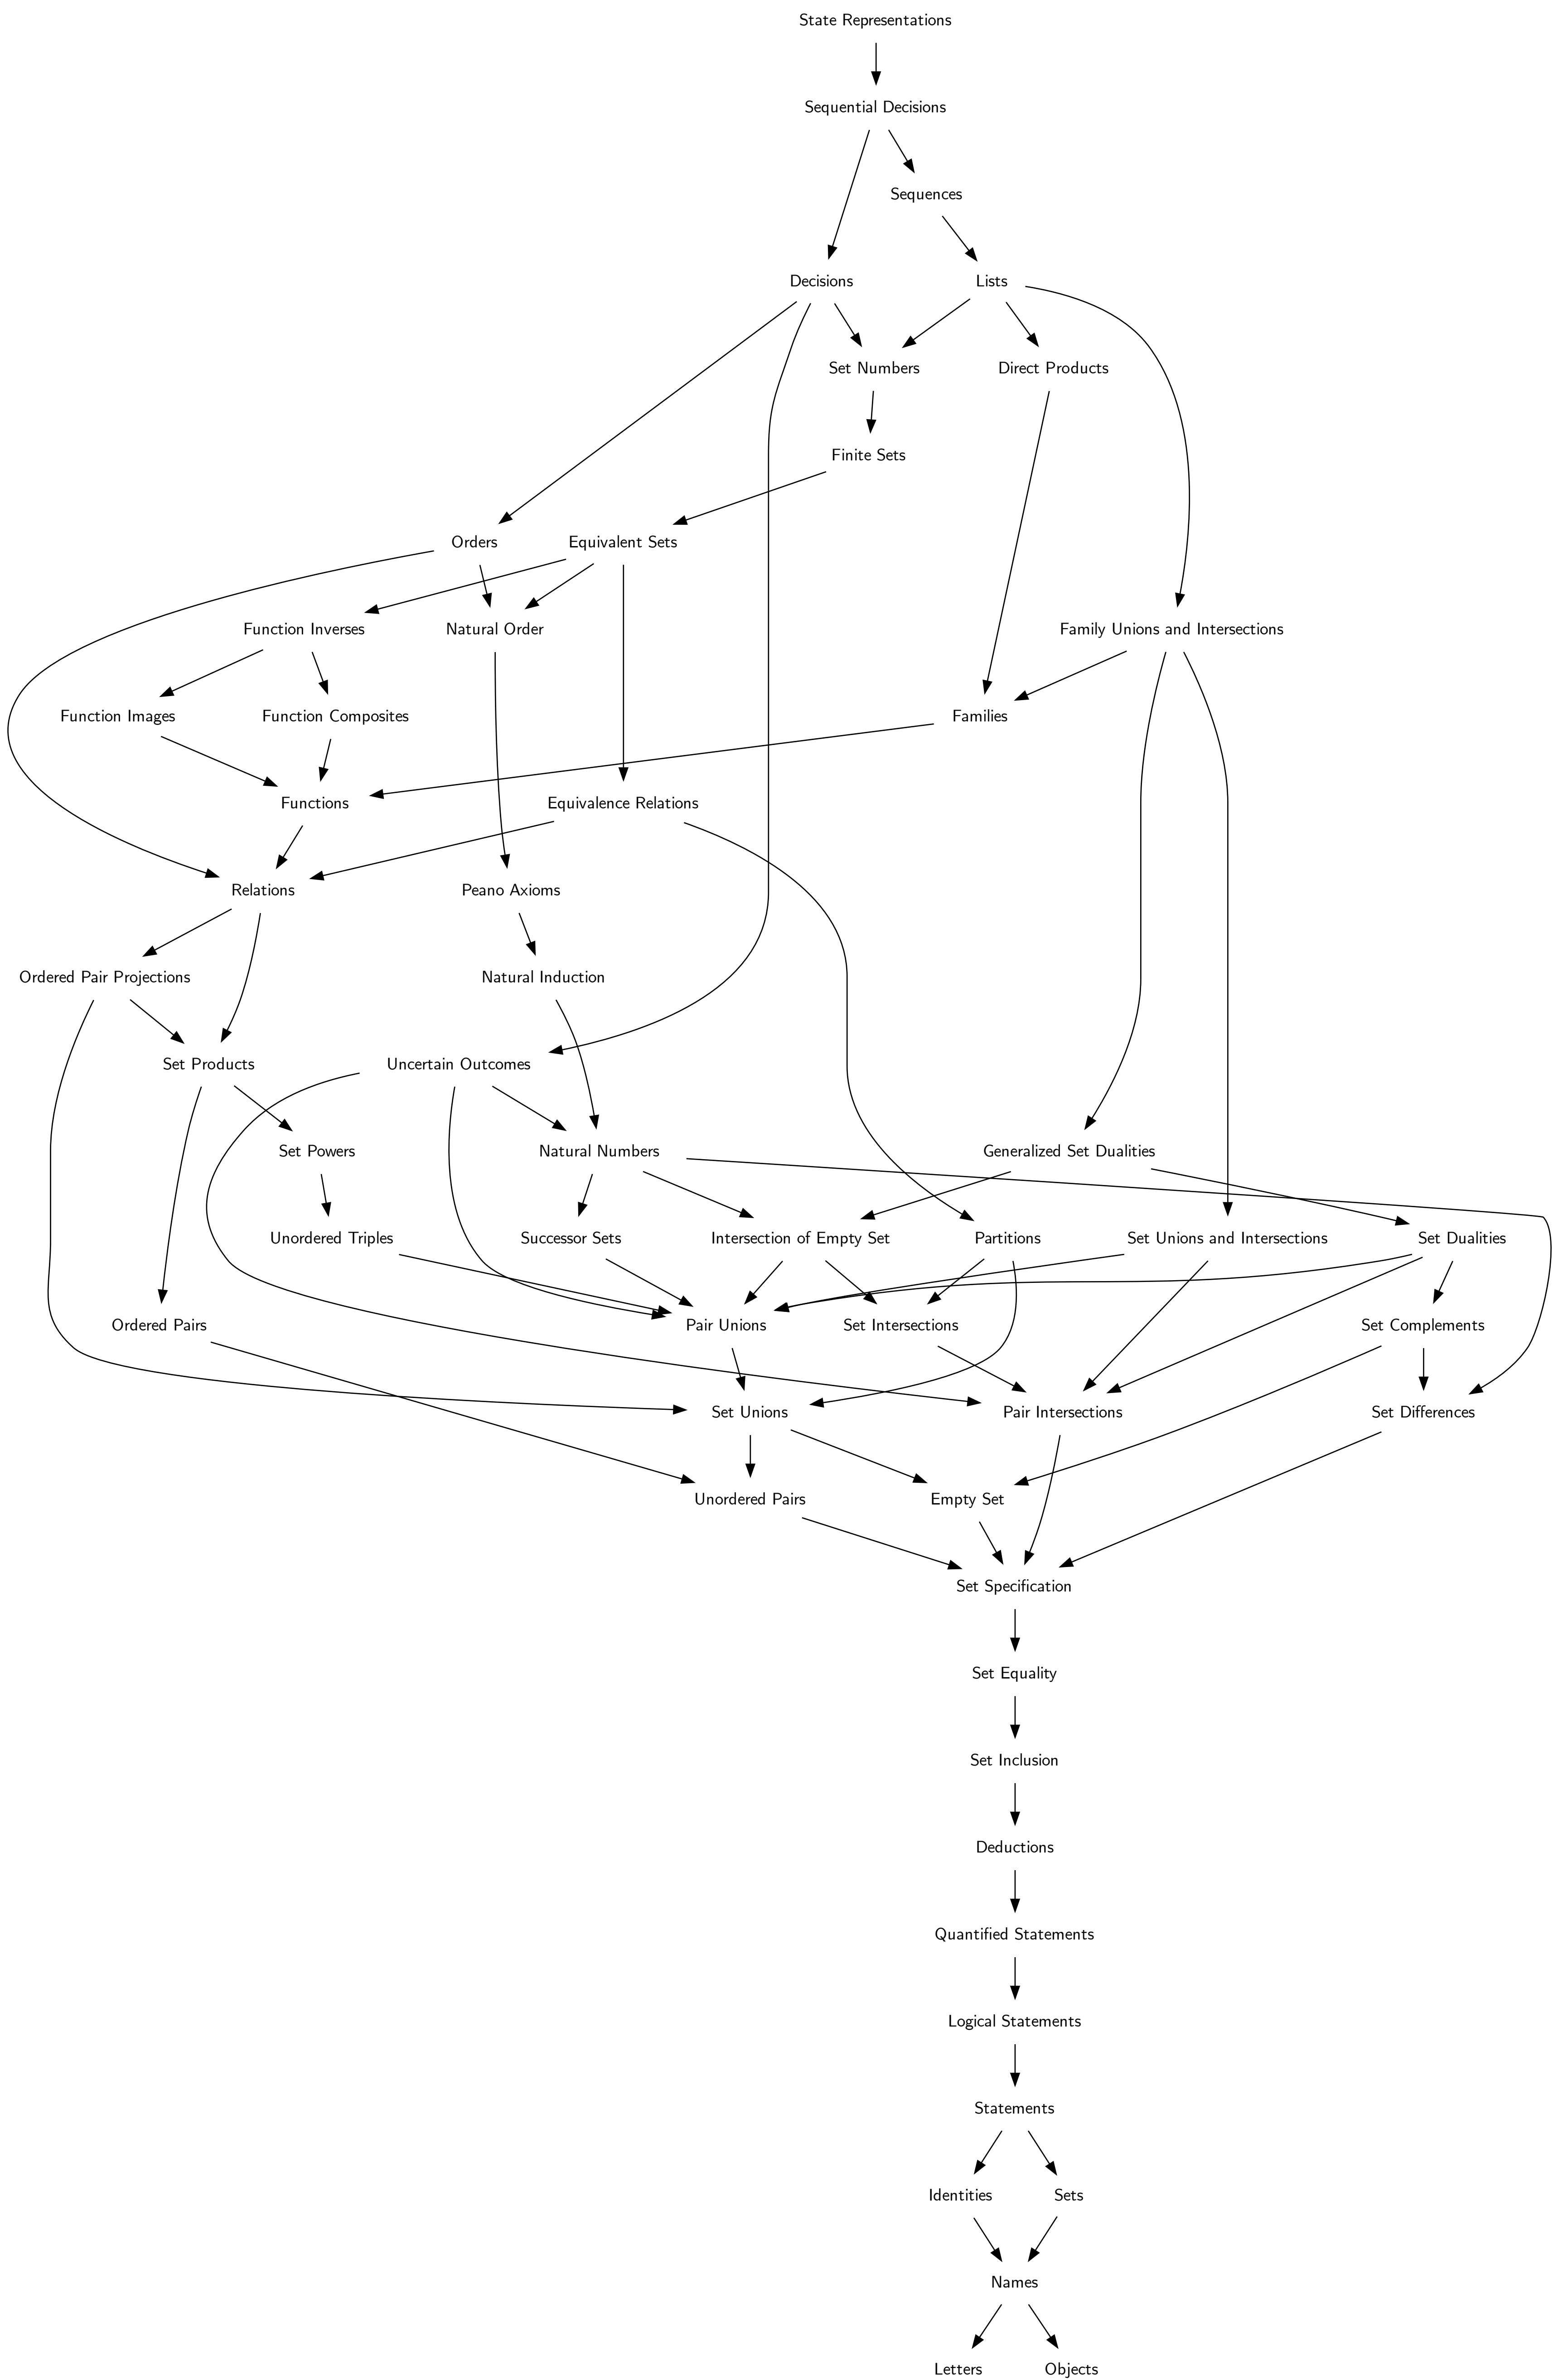 State Representations
Sequential Decisions
Sequences
Decisions
Lists
Set Numbers
Direct Products
Finite Sets
Orders
Equivalent Sets
Function Inverses
Natural Order
Family Unions and Intersections
Function Images
Function Composites
Families
Functions
Equivalence Relations
Relations
Peano Axioms
Ordered Pair Projections
Natural Induction
Set Products
Uncertain Outcomes
Set Powers
Natural Numbers
Generalized Set Dualities
Unordered Triples
Successor Sets
Intersection of Empty Set
Partitions
Set Unions and Intersections
Set Dualities
Ordered Pairs
Pair Unions
Set Intersections
Set Complements
Set Unions
Pair Intersections
Set Differences
Unordered Pairs
Empty Set
Set Specification
Set Equality
Set Inclusion
Deductions
Quantified Statements
Logical Statements
Statements
Identities
Sets
Names
Letters
Objects